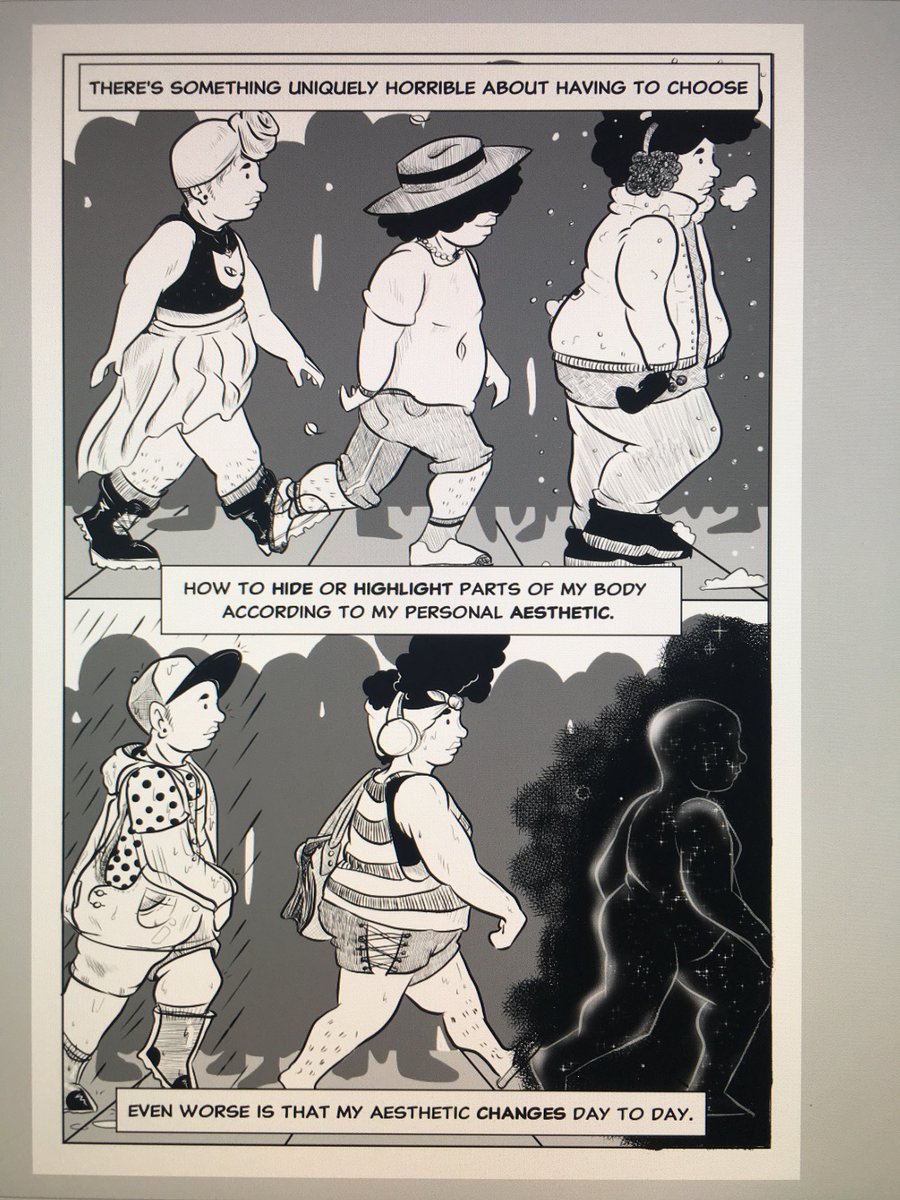 THERE'S SOMETHING UNIQUELY HORRIBLE ABOUT HAVING TO CHOOSE
HOW TO HIDE OR HIGHLIGHT PARTS OF MY BODY
ACCORDING TO MY PERSONAL AESTHETIC.
EVEN WORSE IS THAT MY AESTHETIC CHANGES DAY TO DAY.